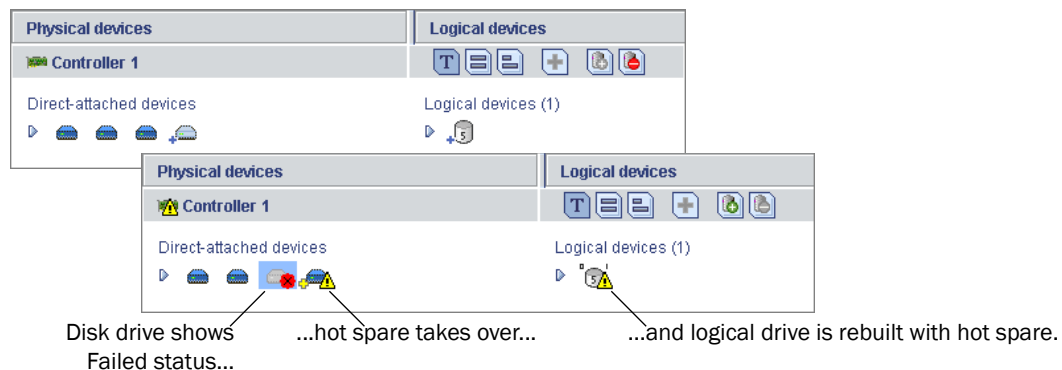 Physical devices
Logical devices
Controller 1
T
Direct-attached devices
Logical devices (1)
5
Physical devices
Logical devices
Controller 1
T
Direct-attached devices
Logical devices (1)
5
Disk drive shows
Failed status...
...hot spare takes over...
...and logical drive is rebuilt with hot spare.